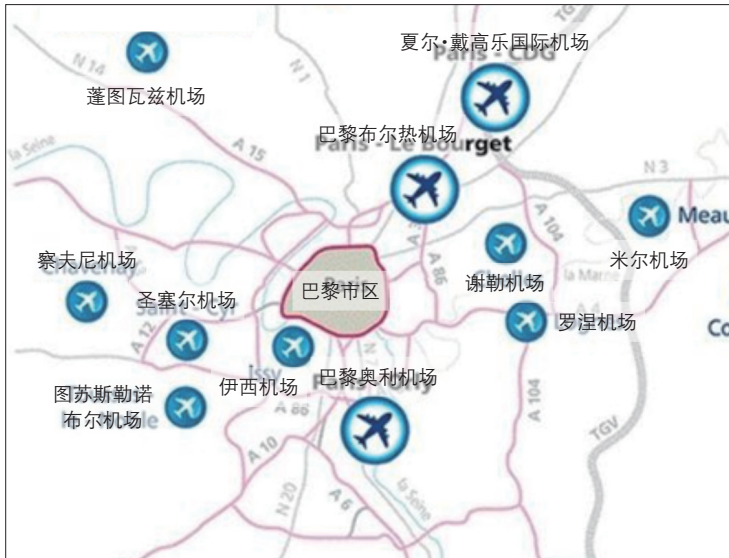 夏尔·戴高乐国际机场
Paris - CDG
TGV
N 14
N 1
蓬图瓦兹机场
巴黎布尔热机场
Paris - Le Bourget
la Seine
A 15
N 3
A 104
Meau
米尔机场
察夫尼机场
Chavenay
圣塞尔机场
Saint - Cyr
巴黎市区
谢勒机场
la Marne
A 86
A 12
罗涅机场
Co
伊西机场
Issy
巴黎奥利机场
Paris - Orly
图苏斯勒诺
布尔机场
A 86
A 104
A 10
TGV
N 20
A 6
la Seine